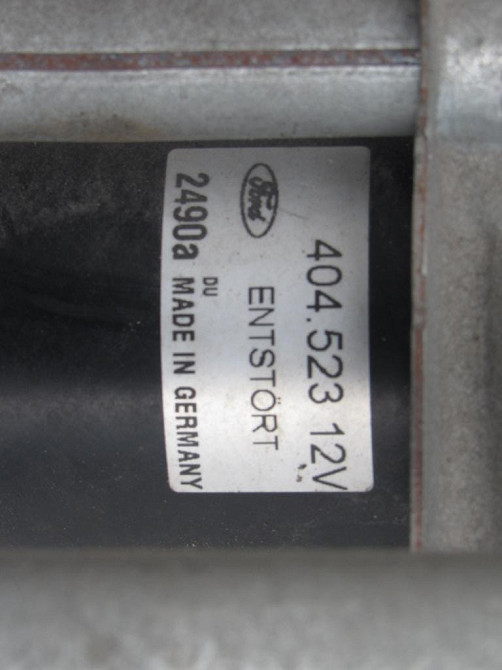 404.523 12V
Ford ENTSTÖRT
DU
2490a MADE IN GERMANY